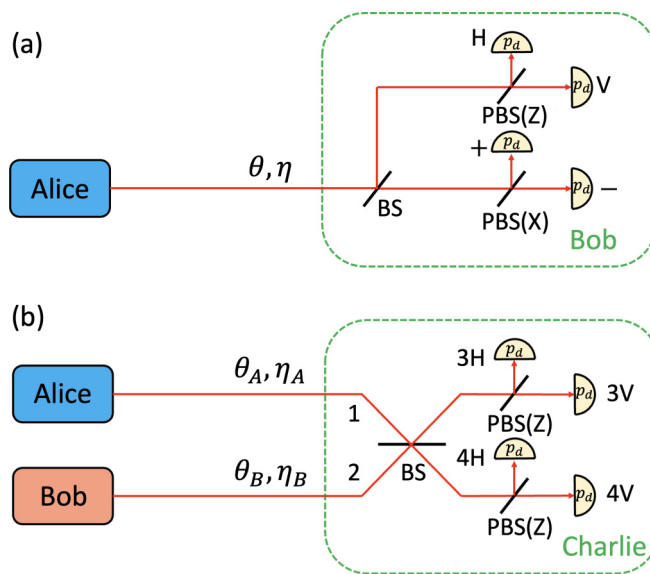 (a)
H
p_d
p_d V
PBS(Z)
Alice
θ, η
+ p_d
p_d −
BS
PBS(X)
Bob
(b)
Alice
θ_A, η_A
1
3H p_d
p_d 3V
PBS(Z)
BS
4H p_d
Bob
θ_B, η_B
2
p_d 4V
PBS(Z)
Charlie